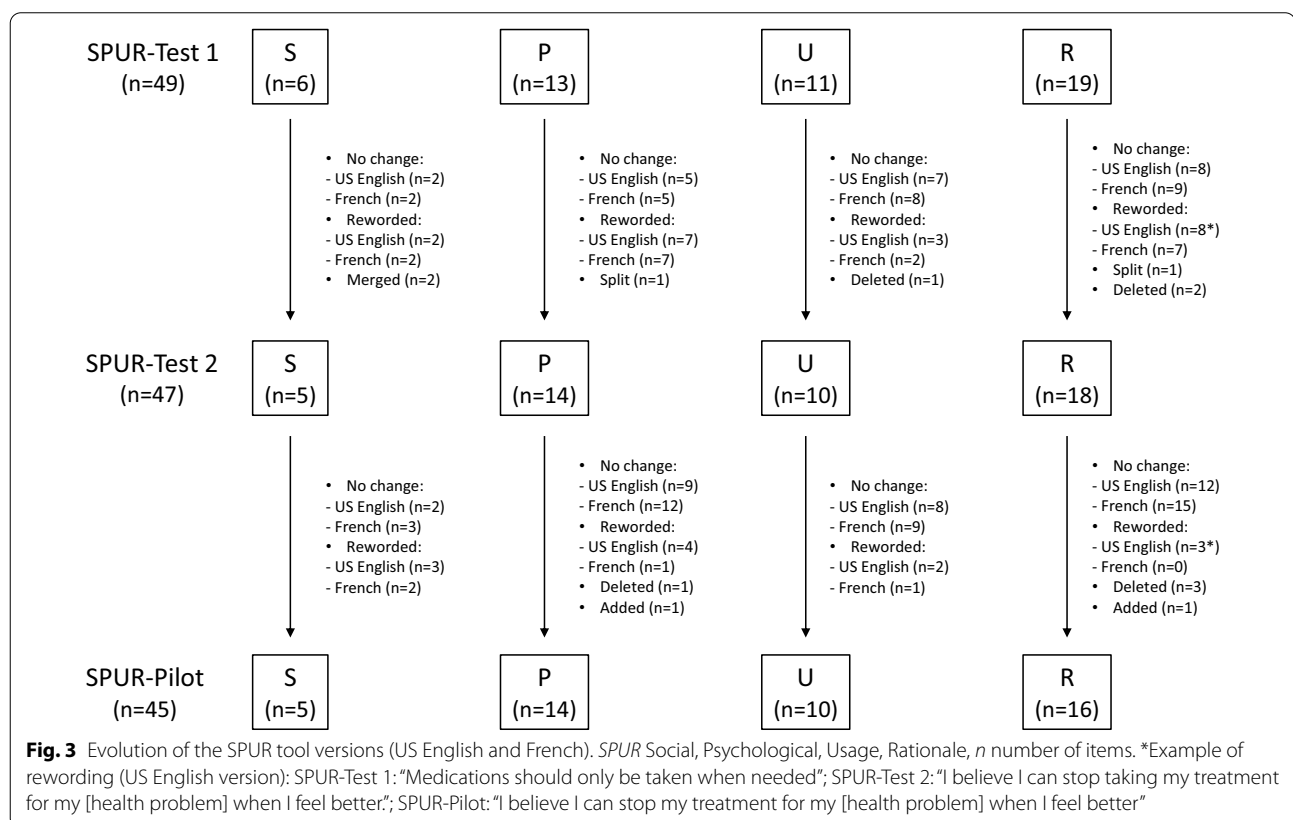 SPUR-Test 1
(n=49)
S
(n=6)
P
(n=13)
U
(n=11)
R
(n=19)
• No change:
- US English (n=2)
- French (n=2)
• Reworded:
- US English (n=2)
- French (n=2)
• Merged (n=2)
• No change:
- US English (n=5)
- French (n=5)
• Reworded:
- US English (n=7)
- French (n=7)
• Split (n=1)
• No change:
- US English (n=7)
- French (n=8)
• Reworded:
- US English (n=3)
- French (n=2)
• Deleted (n=1)
• No change:
- US English (n=8)
- French (n=9)
• Reworded:
- US English (n=8*)
- French (n=7)
• Split (n=1)
• Deleted (n=2)
SPUR-Test 2
(n=47)
S
(n=5)
P
(n=14)
U
(n=10)
R
(n=18)
• No change:
- US English (n=2)
- French (n=3)
• Reworded:
- US English (n=3)
- French (n=2)
• No change:
- US English (n=9)
- French (n=12)
• Reworded:
- US English (n=4)
- French (n=1)
• Deleted (n=1)
• Added (n=1)
• No change:
- US English (n=8)
- French (n=9)
• Reworded:
- US English (n=2)
- French (n=1)
• No change:
- US English (n=12)
- French (n=15)
• Reworded:
- US English (n=3*)
- French (n=0)
• Deleted (n=3)
• Added (n=1)
SPUR-Pilot
(n=45)
S
(n=5)
P
(n=14)
U
(n=10)
R
(n=16)
Fig. 3 Evolution of the SPUR tool versions (US English and French). SPUR Social, Psychological, Usage, Rationale, n number of items. *Example of
rewording (US English version): SPUR-Test 1: “Medications should only be taken when needed”; SPUR-Test 2: “I believe I can stop taking my treatment
for my [health problem] when I feel better.”; SPUR-Pilot: “I believe I can stop my treatment for my [health problem] when I feel better”